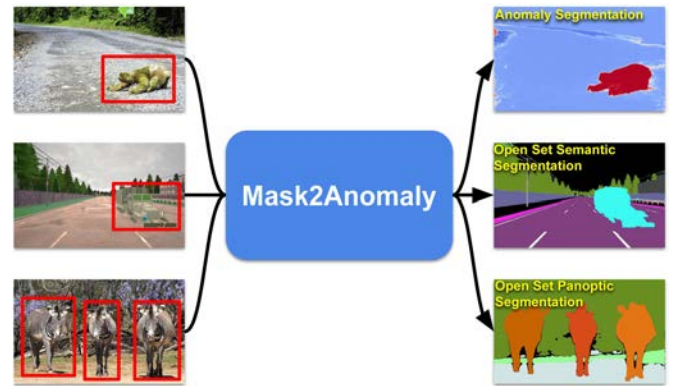 Anomaly Segmentation
Mask2Anomaly
Open Set Semantic
Segmentation
Open Set Panoptic
Segmentation